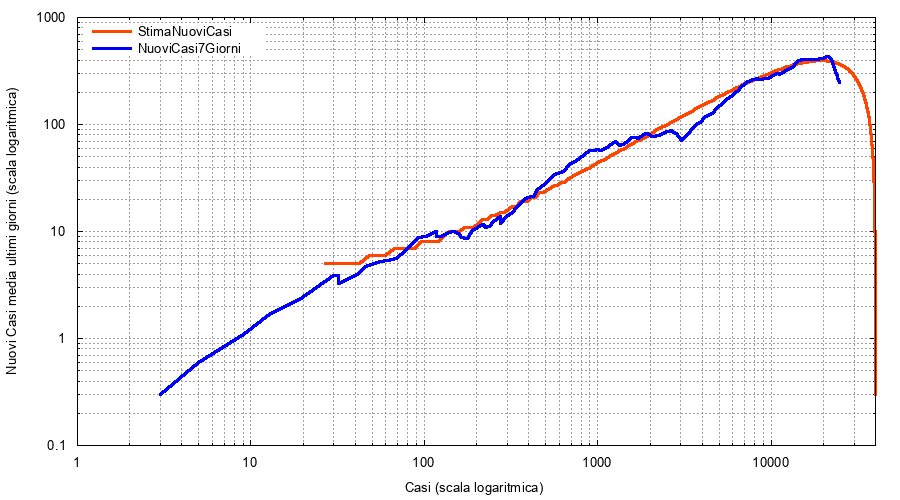 1000
StimaNuoviCasi
NuoviCasi7Giorni
100
10
1
0.1
Nuovi Casi media ultimi giorni (scala logaritmica)
1 10 100 1000 10000
Casi (scala logaritmica)